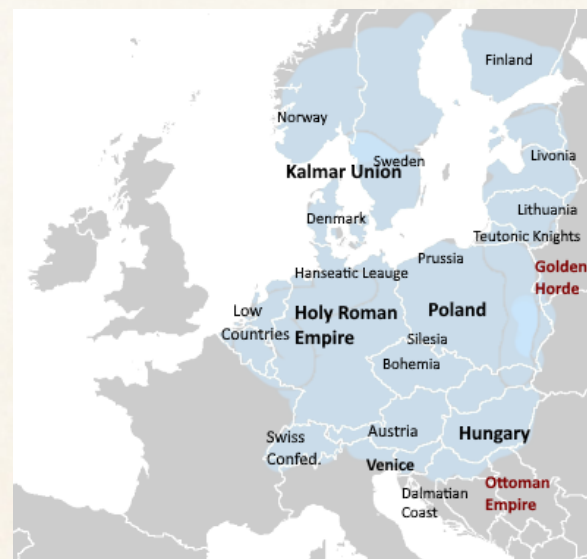 Finland
Norway
Sweden
Livonia
Kalmar Union
Lithuania
Denmark
Teutonic Knights
Prussia
Golden
Horde
Hanseatic Leauge
Low
Countries
Holy Roman
Empire
Poland
Silesia
Bohemia
Swiss
Confed.
Austria
Hungary
Venice
Dalmatian
Coast
Ottoman
Empire